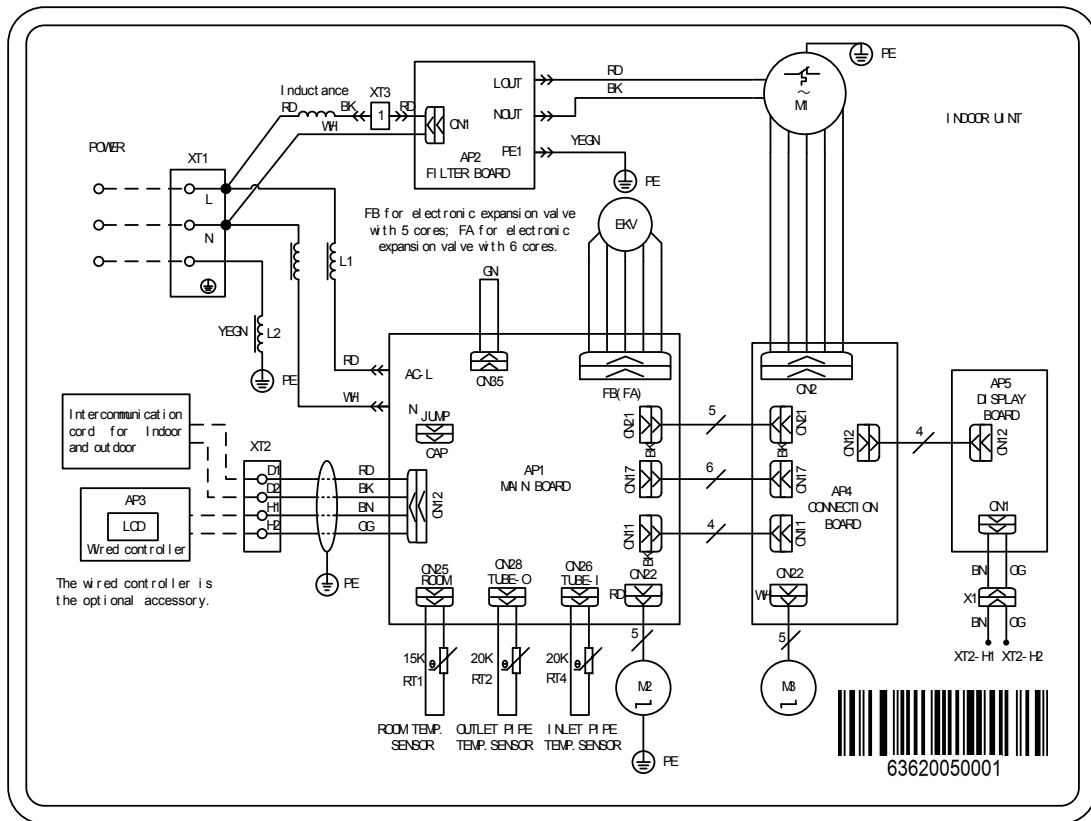 PE
RD
BK
M1
~
INDOOR UINT
LOUT
NOUT
PE1
CN1
AP2
FILTER BOARD
YEGN
PE
Inductance
RD
BK
XT3
1
RD
WH
POWER
XT1
L
N
FB for electronic expansion valve
with 5 cores; FA for electronic
expansion valve with 6 cores.
EKV
L1
GN
YEGN
L2
PE
RD
WH
AC-L
N
JUMP
CAP
CN35
FB(FA)
CN2
AP1
MAIN BOARD
CN21
BK
5
CN21
BK
CN17
6
CN17
CN11
BK
4
CN11
CN12
4
CN12
AP5
DISPLAY
BOARD
AP4
CONNECTION
BOARD
Intercommunication
cord for Indoor
and outdoor
XT2
D1
D2
H1
H2
RD
BK
BN
OG
CN12
PE
AP3
LCD
Wired controller
The wired controller is
the optional accessory.
CN25
ROOM
CN28
TUBE-O
CN26
TUBE-I
RD
CN22
WH
CN22
CN1
BN
OG
X1
BN
OG
XT2-H1
XT2-H2
15K
θ
RT1
20K
θ
RT2
20K
θ
RT4
5
M2
5
M3
ROOM TEMP.
SENSOR
OUTLET PIPE
TEMP. SENSOR
INLET PIPE
TEMP. SENSOR
PE
63620050001